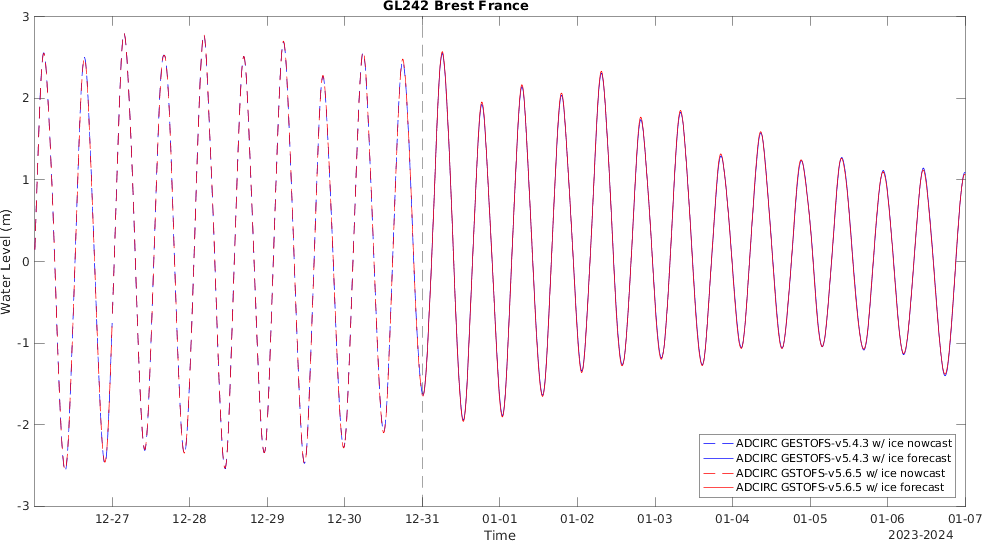 GL242 Brest France
3
2
1
0
-1
-2
-3
Water Level (m)
ADCIRC GESTOFS-v5.4.3 w/ ice nowcast
ADCIRC GESTOFS-v5.4.3 w/ ice forecast
ADCIRC GSTOFS-v5.6.5 w/ ice nowcast
ADCIRC GSTOFS-v5.6.5 w/ ice forecast
12-27 12-28 12-29 12-30 12-31 01-01 01-02 01-03 01-04 01-05 01-06 01-07
Time
2023-2024